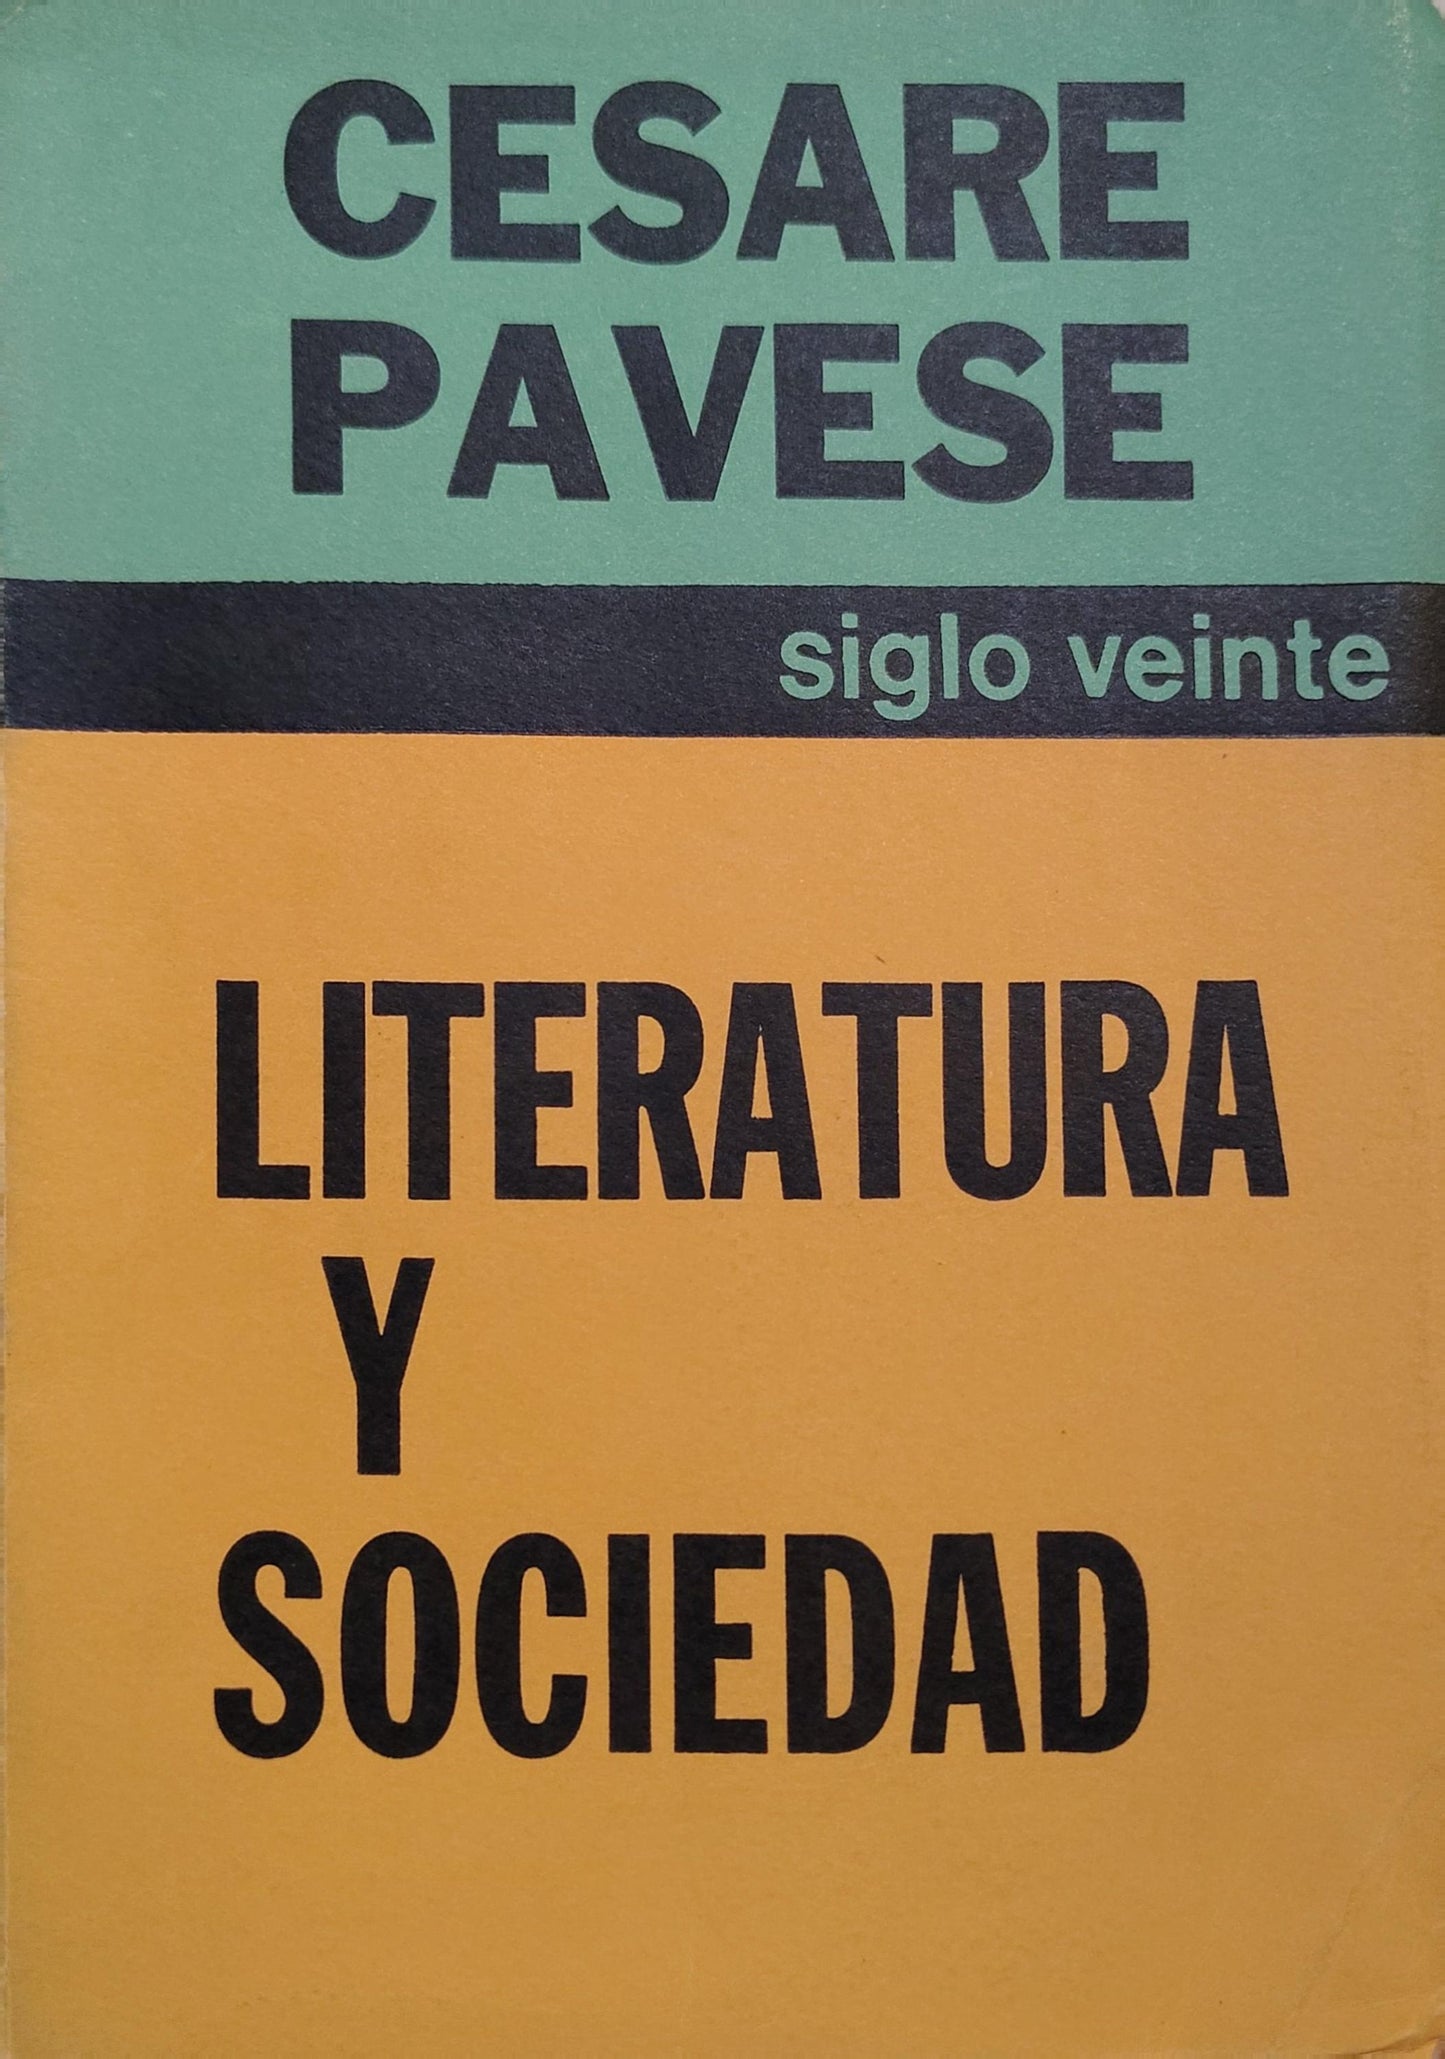 CESARE
PAVESE
siglo veinte
LITERATURA
Y
SOCIEDAD